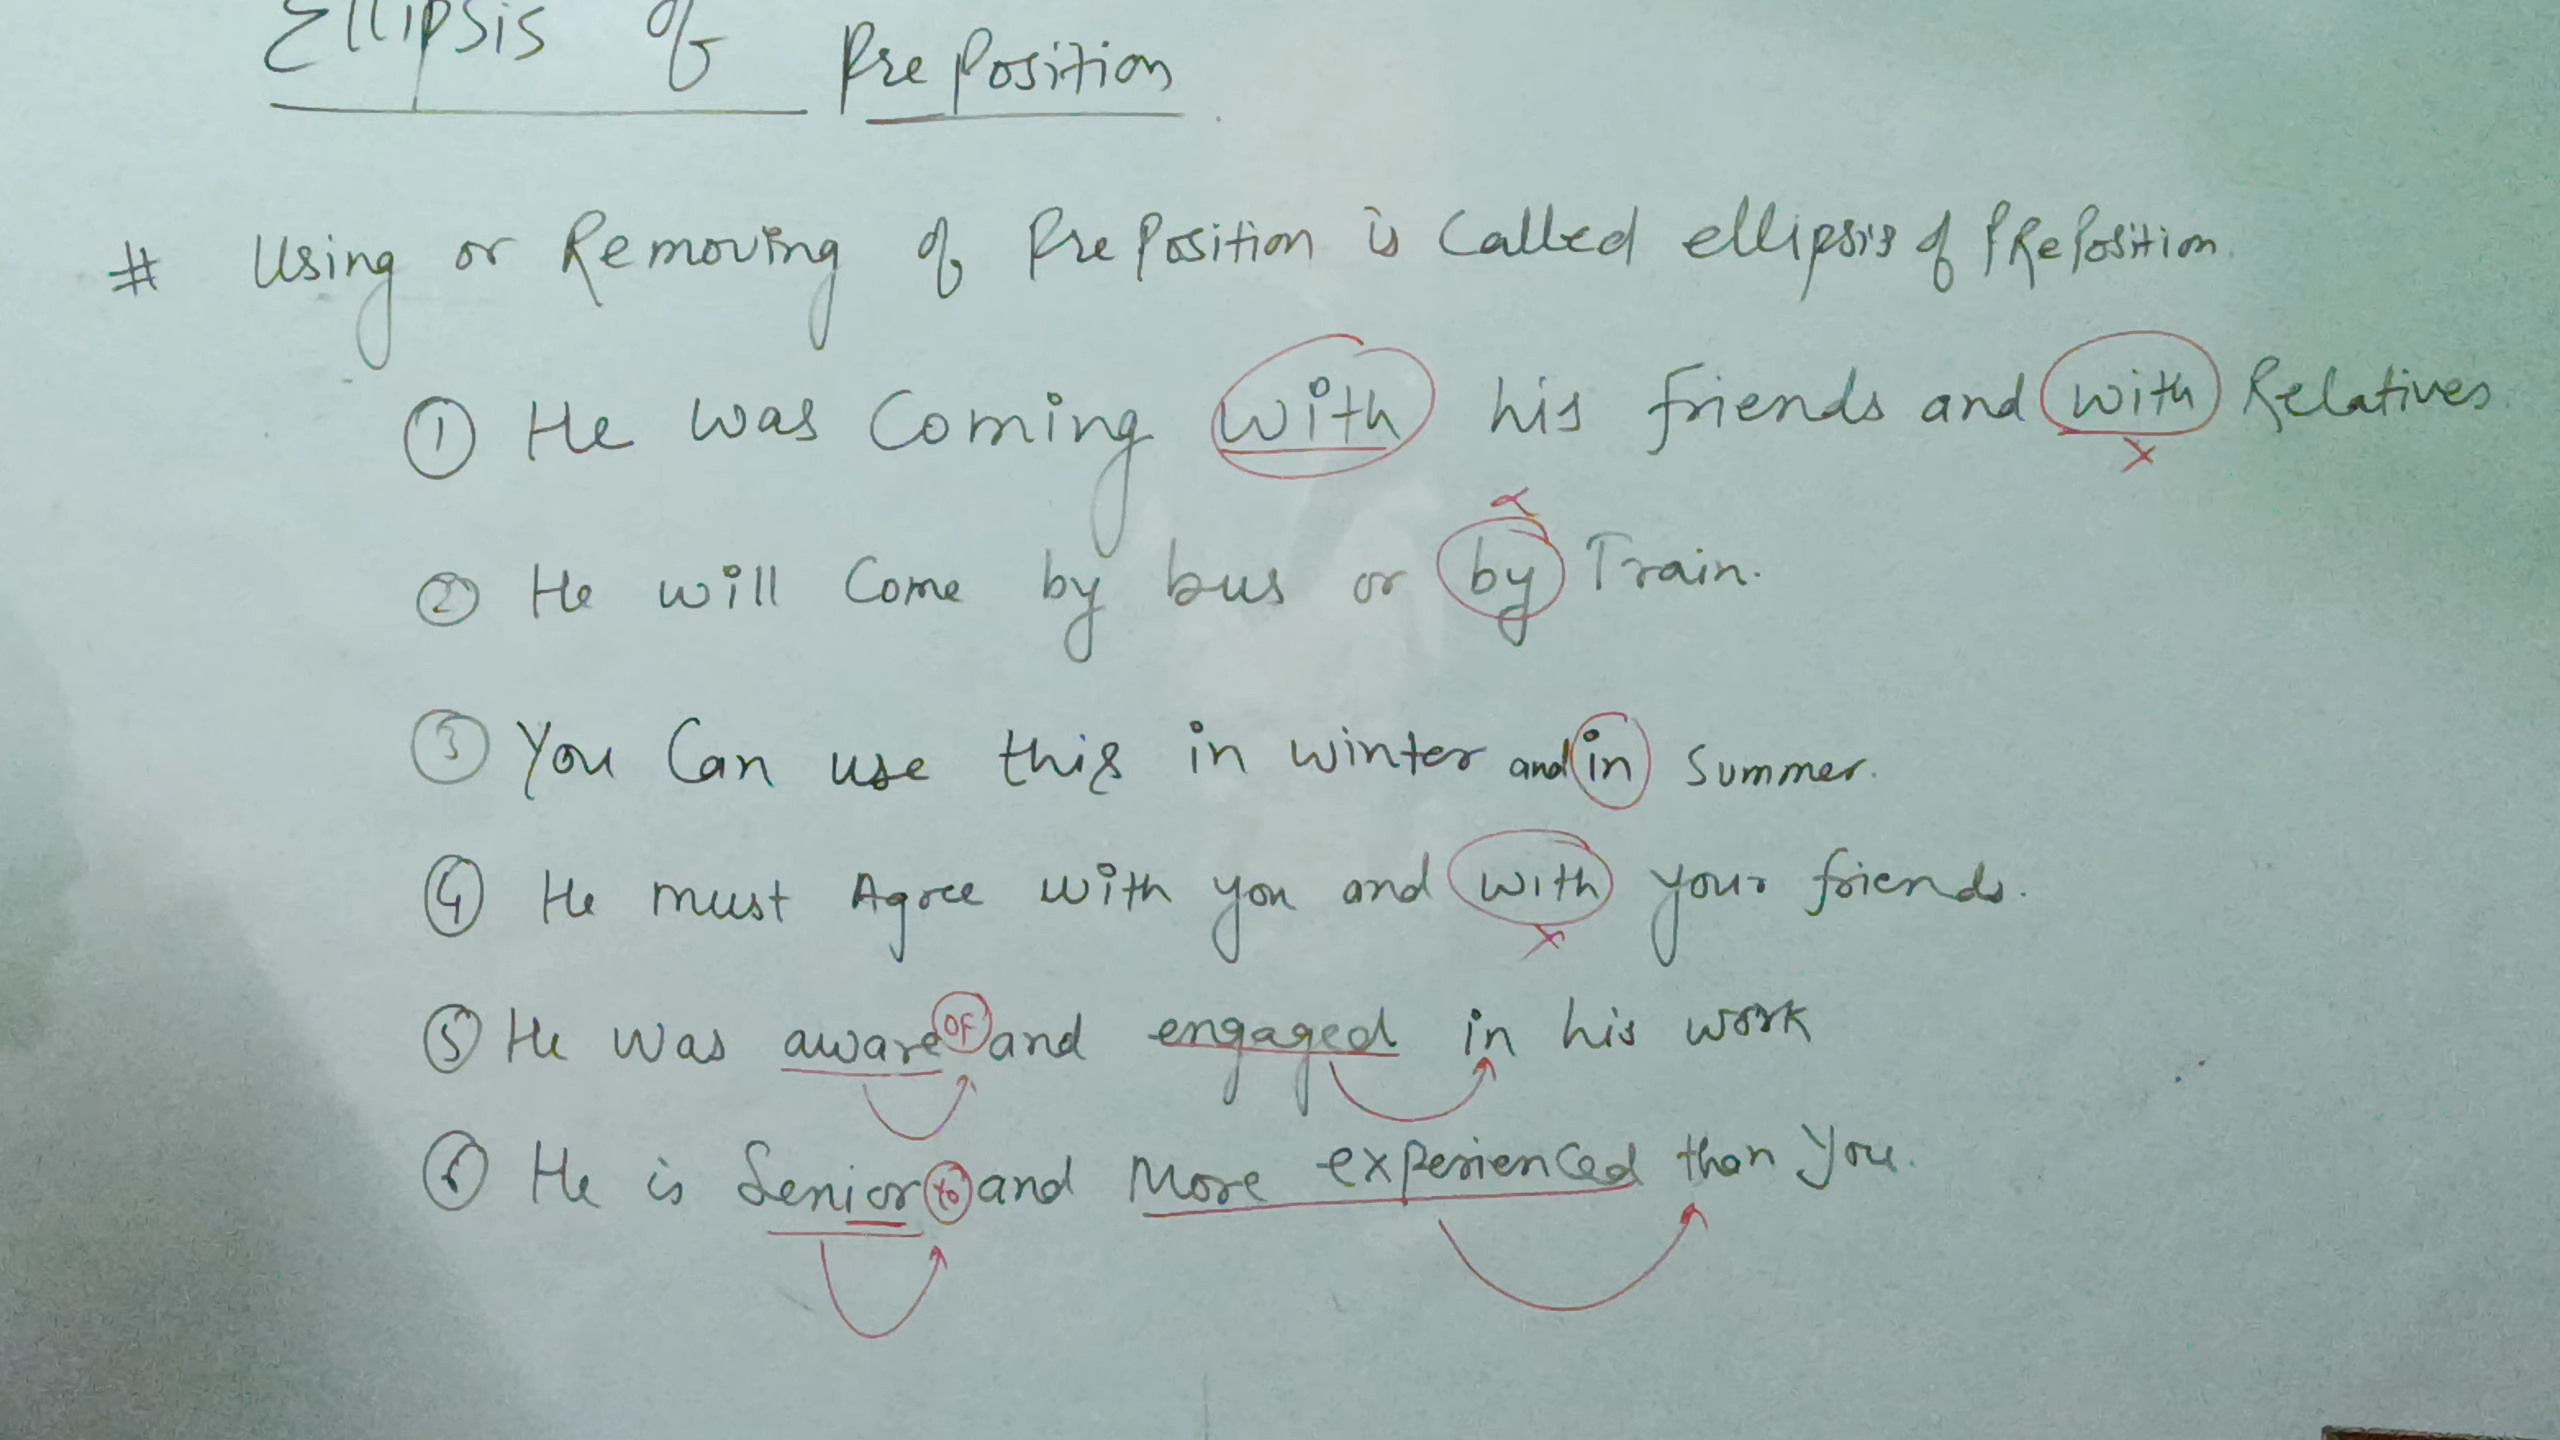 Ellipsis of Preposition
# Using or Removing of Preposition is Called ellipsis of PRePosition.
① He was Coming with his friends and with Relatives.
x
② He will Come by bus or by Train.
③ You Can use this in winter and in Summer.
④ He must Agree with you and with your friends.
x
⑤ He was aware OF and engaged in his work
⑥ He is Senior to and More experienced than You.